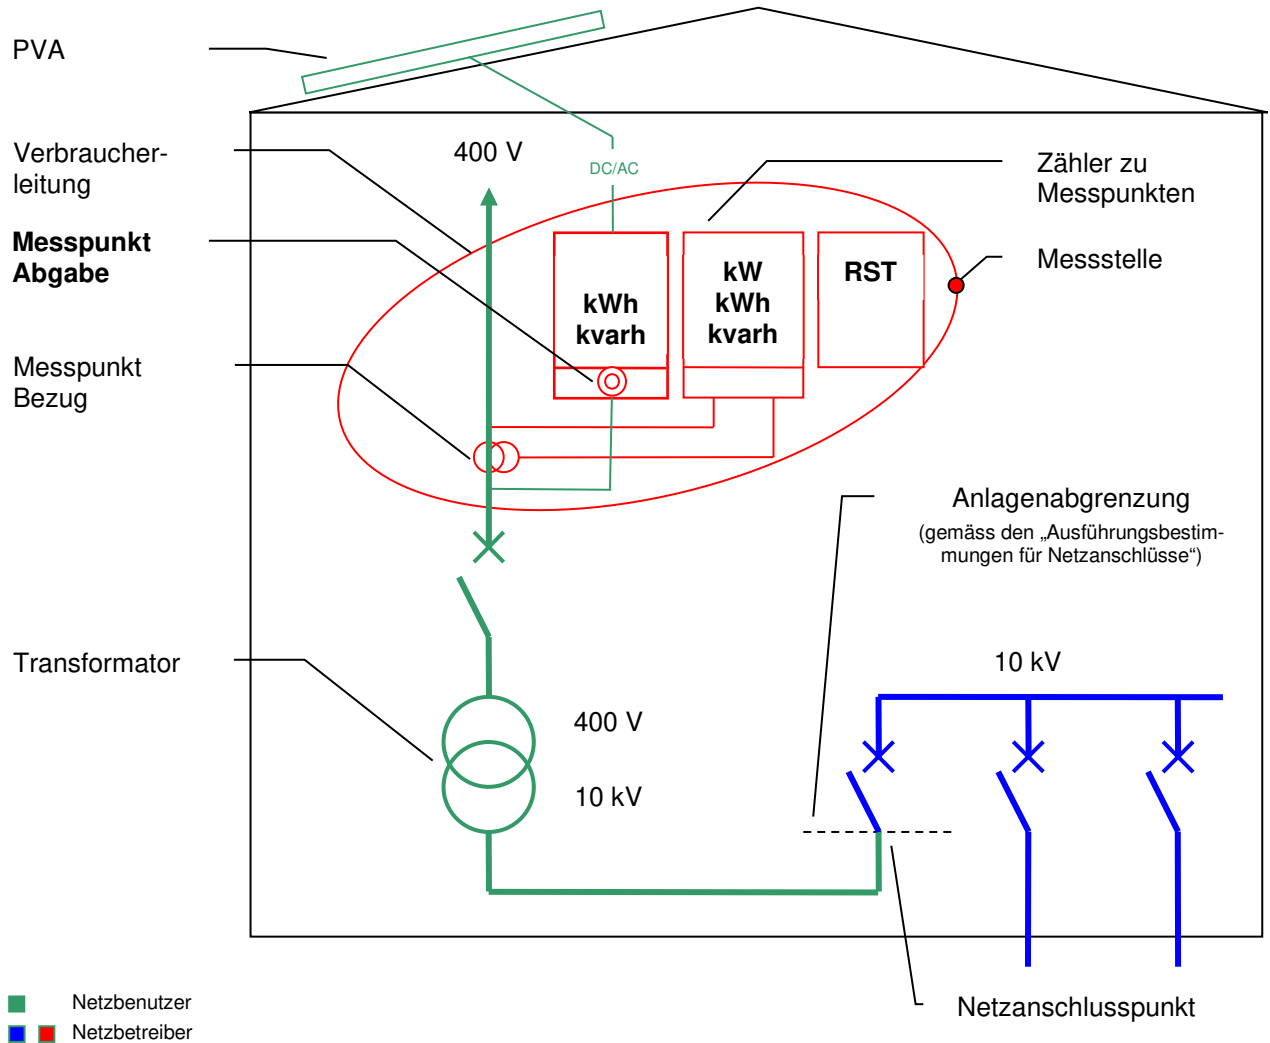 PVA
Verbraucher-
leitung
400 V
DC/AC
Zähler zu
Messpunkten
Messpunkt
Abgabe
kWh
kvarh
kW
kWh
kvarh
RST
Messstelle
Messpunkt
Bezug
Anlagenabgrenzung
(gemäss den „Ausführungsbestim-
mungen für Netzanschlüsse“)
Transformator
400 V
10 kV
10 kV
Netzanschlusspunkt
Netzbenutzer
Netzbetreiber